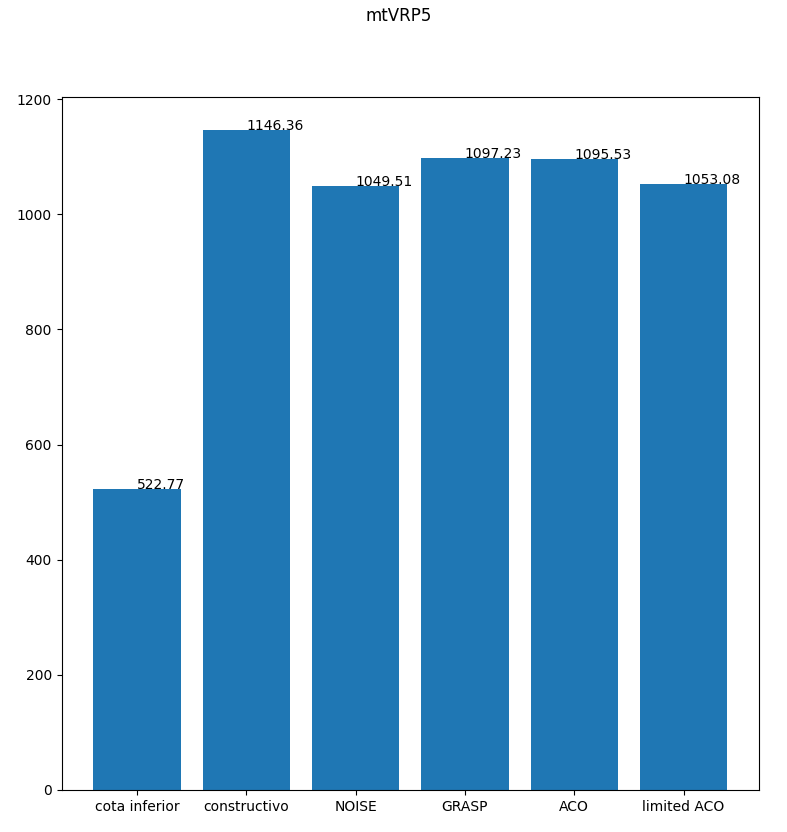 mtVRP5
1200
1000
800
600
400
200
0
522.77
1146.36
1049.51
1097.23
1095.53
1053.08
cota inferior
constructivo
NOISE
GRASP
ACO
limited ACO